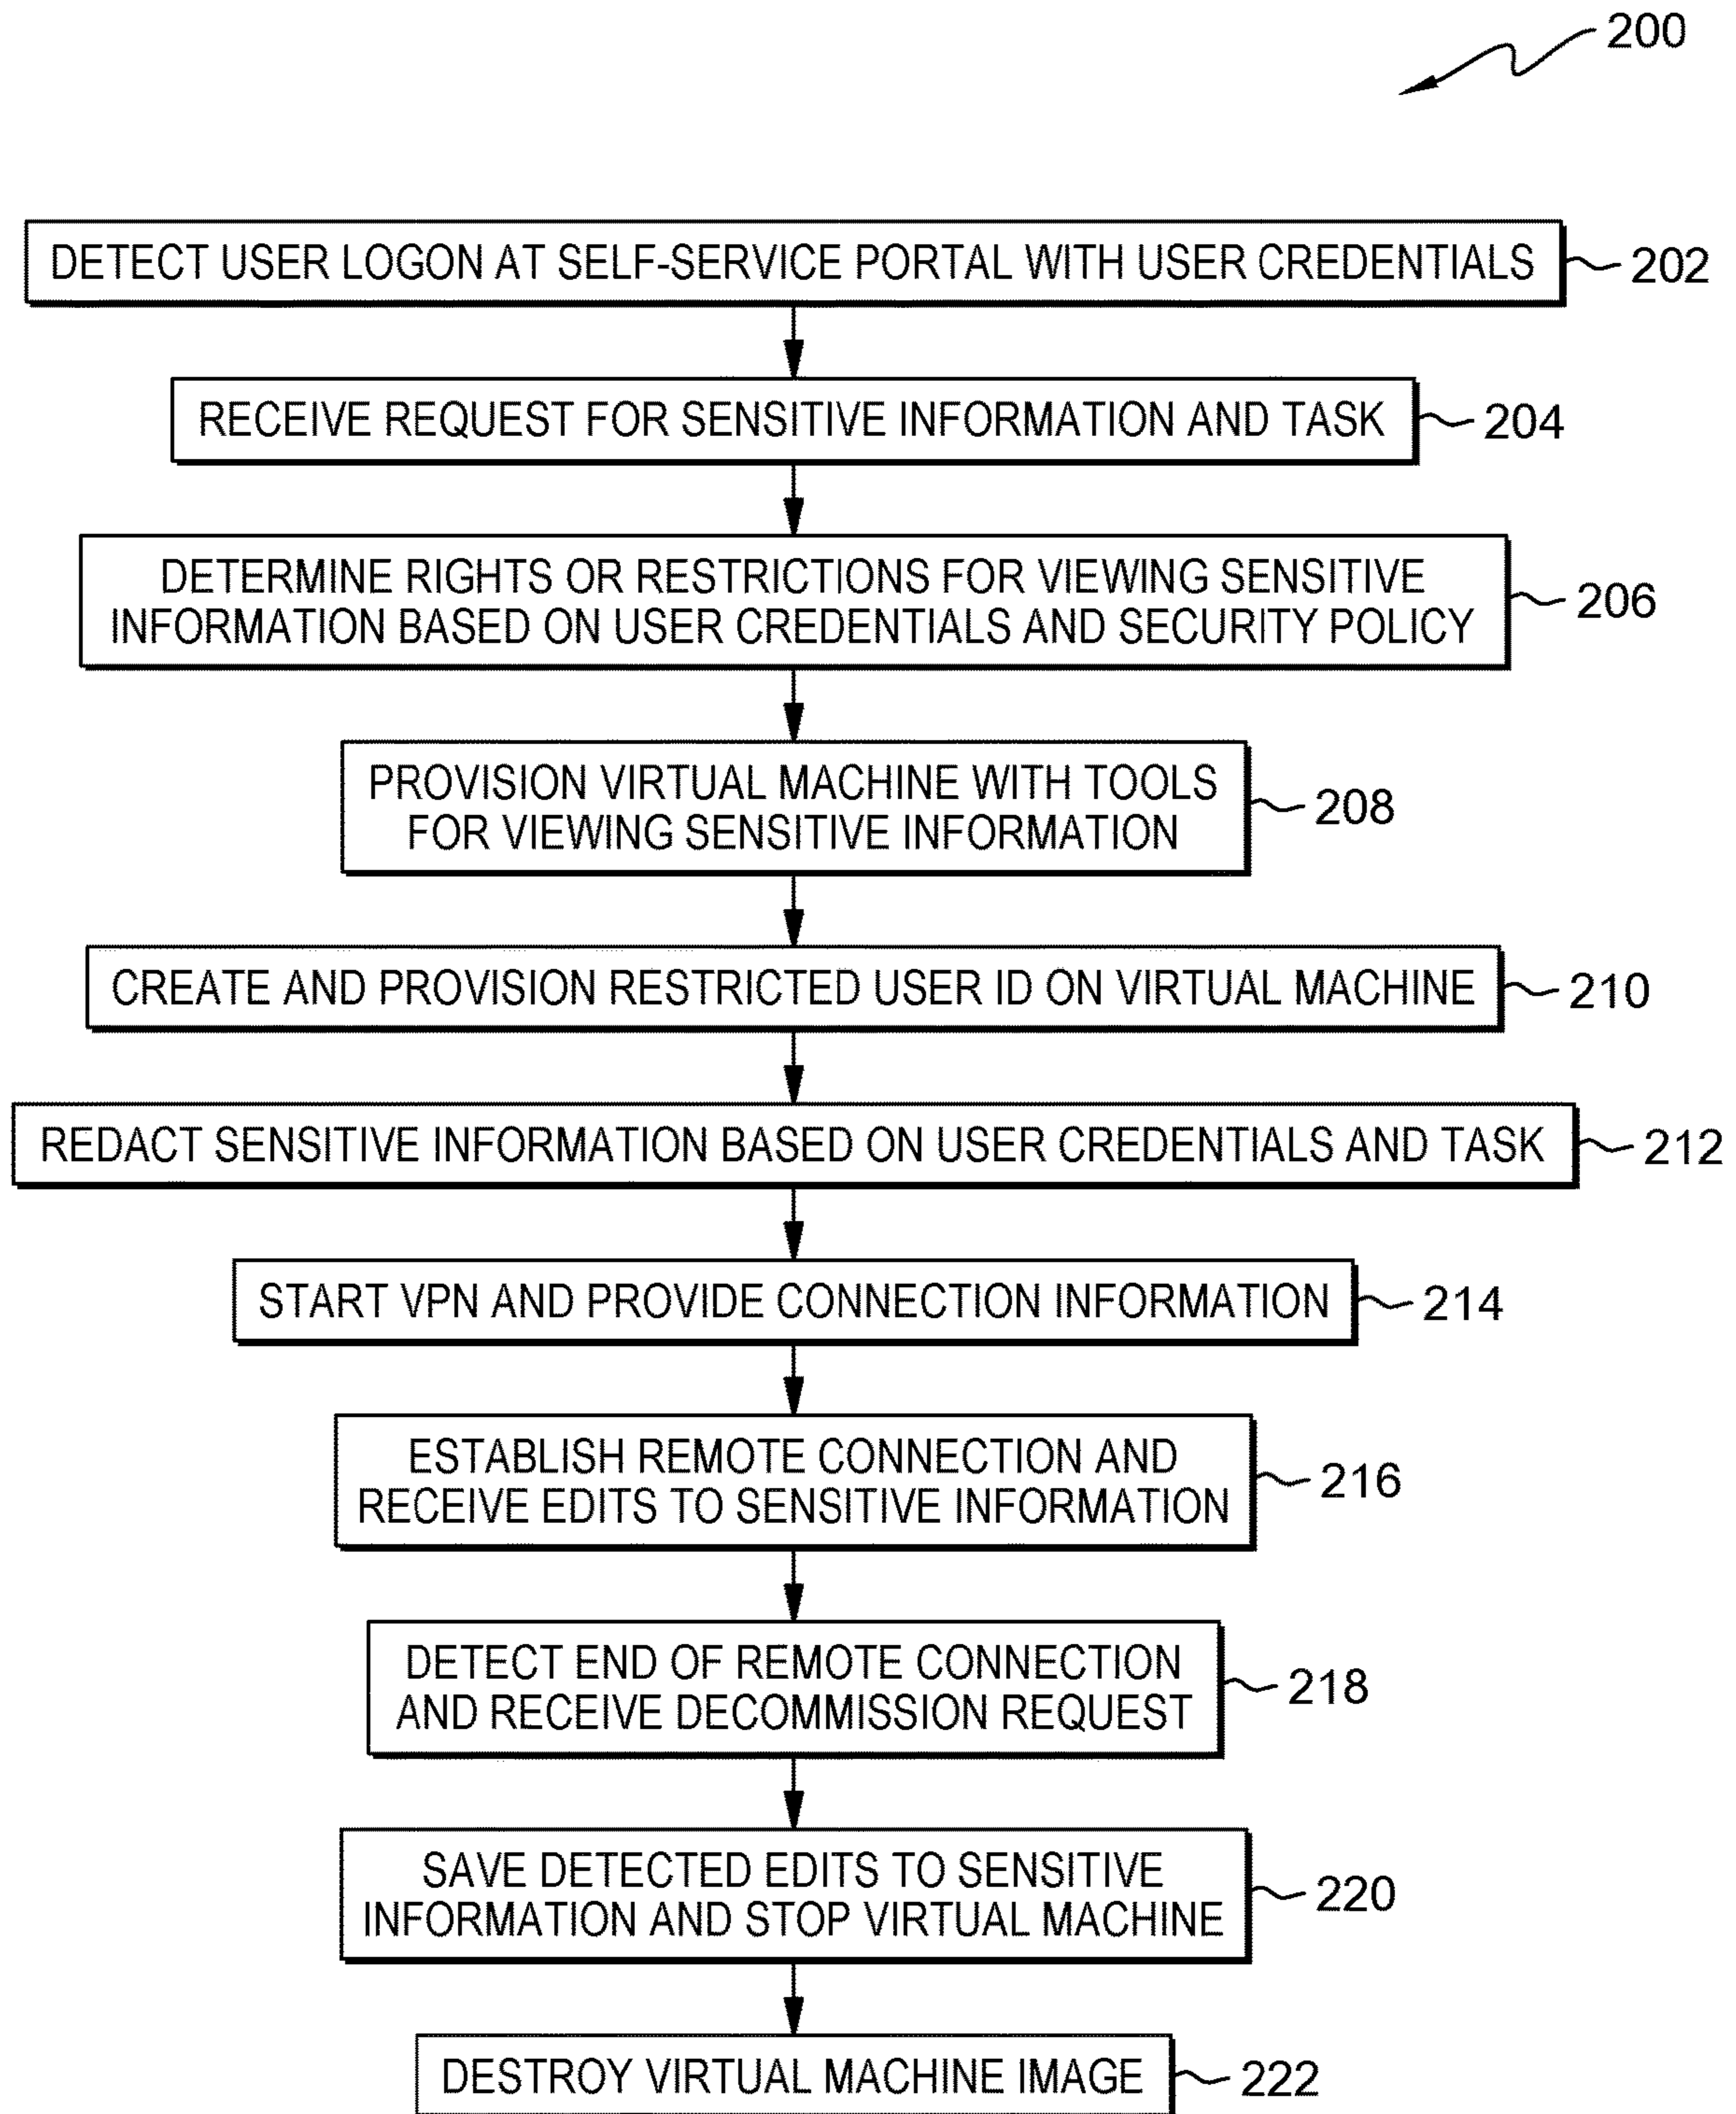 200
DETECT USER LOGON AT SELF-SERVICE PORTAL WITH USER CREDENTIALS
202
RECEIVE REQUEST FOR SENSITIVE INFORMATION AND TASK
204
DETERMINE RIGHTS OR RESTRICTIONS FOR VIEWING SENSITIVE
INFORMATION BASED ON USER CREDENTIALS AND SECURITY POLICY
206
PROVISION VIRTUAL MACHINE WITH TOOLS
FOR VIEWING SENSITIVE INFORMATION
208
CREATE AND PROVISION RESTRICTED USER ID ON VIRTUAL MACHINE
210
REDACT SENSITIVE INFORMATION BASED ON USER CREDENTIALS AND TASK
212
START VPN AND PROVIDE CONNECTION INFORMATION
214
ESTABLISH REMOTE CONNECTION AND
RECEIVE EDITS TO SENSITIVE INFORMATION
216
DETECT END OF REMOTE CONNECTION
AND RECEIVE DECOMMISSION REQUEST
218
SAVE DETECTED EDITS TO SENSITIVE
INFORMATION AND STOP VIRTUAL MACHINE
220
DESTROY VIRTUAL MACHINE IMAGE
222